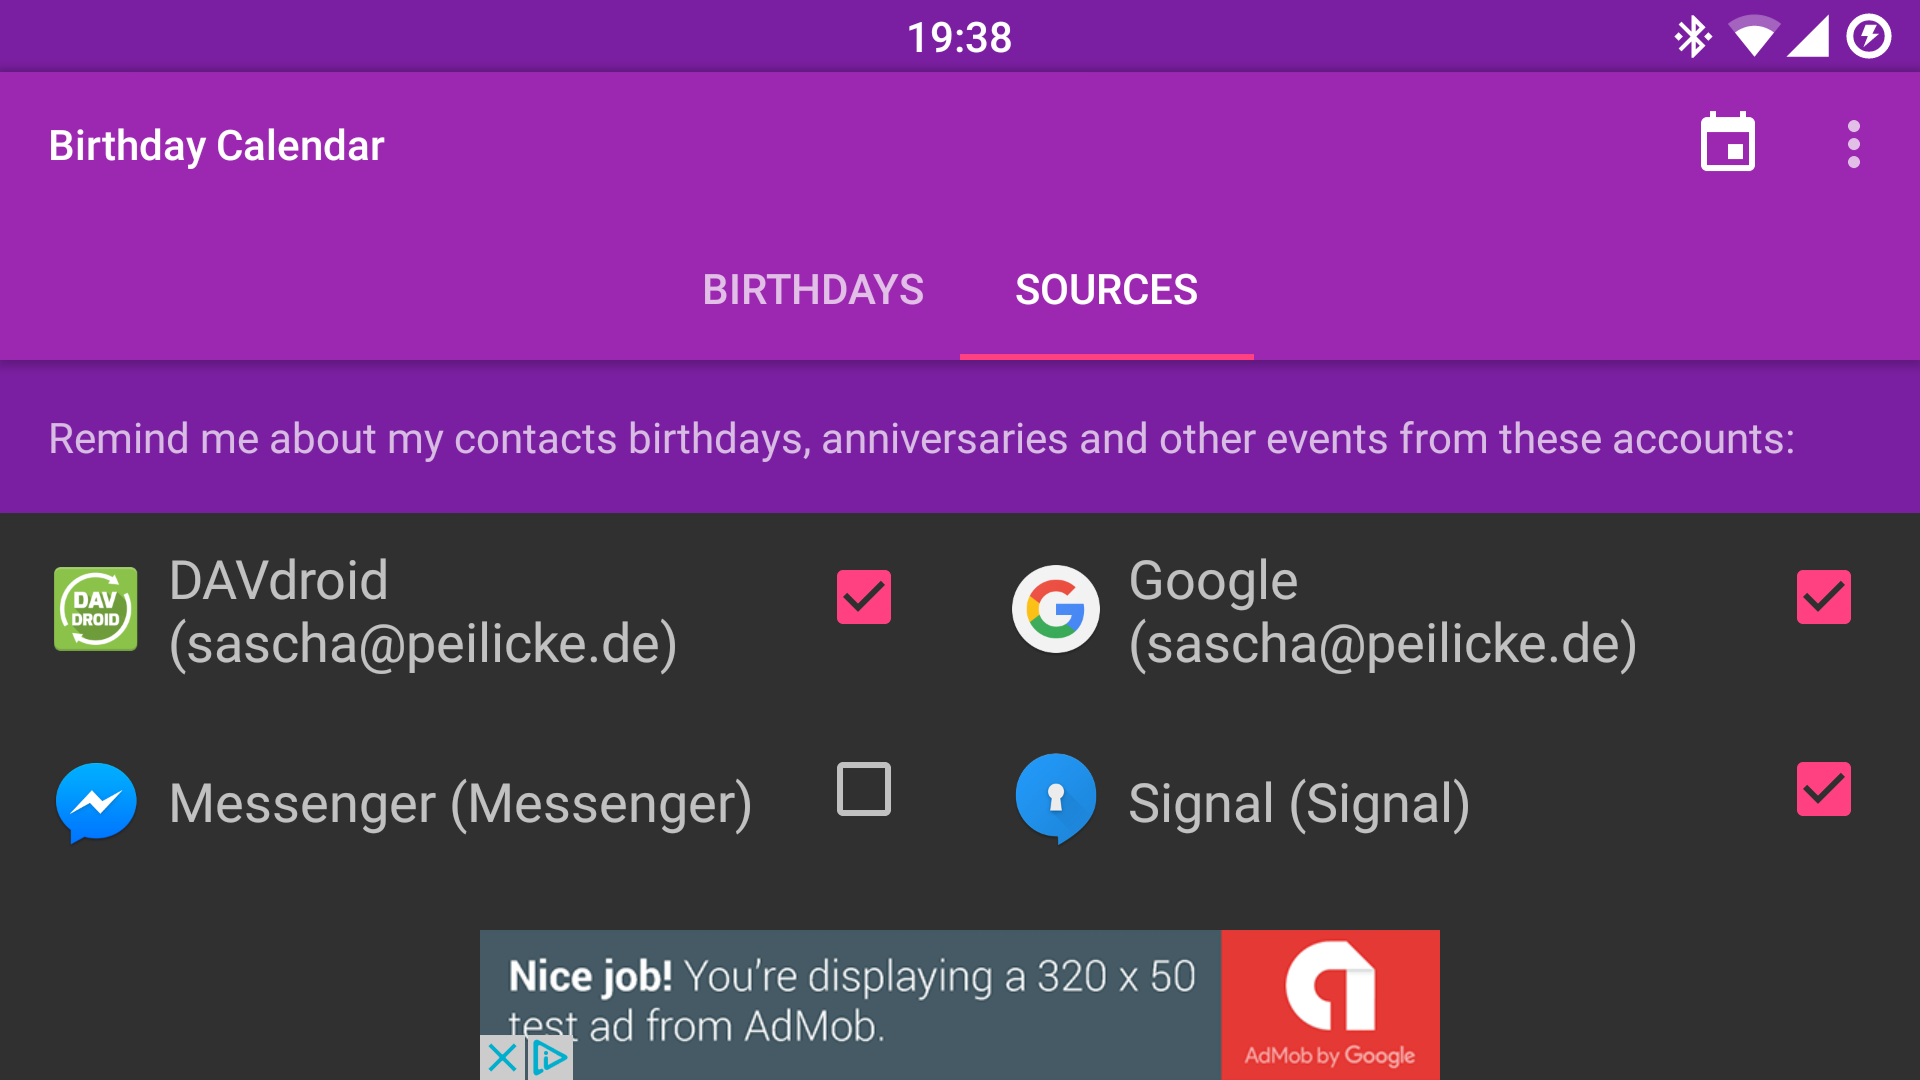 19:38
Birthday Calendar
BIRTHDAYS SOURCES
Remind me about my contacts birthdays, anniversaries and other events from these accounts:
DAV
DROID
DAVdroid
(sascha@peilicke.de)
Google
(sascha@peilicke.de)
Messenger (Messenger)
Signal (Signal)
Nice job! You're displaying a 320 x 50
test ad from AdMob.
AdMob by Google